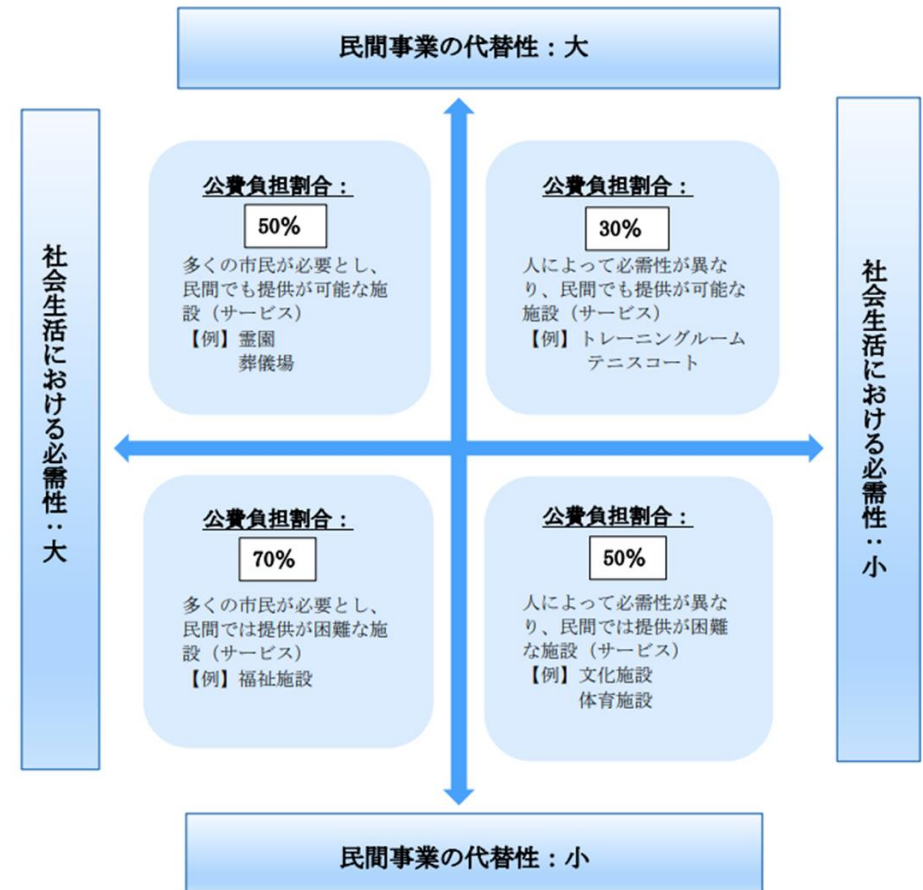 民間事業の代替性：大
社会生活における必需性：大
公費負担割合：
50%
多くの市民が必要とし、
民間でも提供が可能な施
設（サービス）
【例】霊園
葬儀場
公費負担割合：
30%
人によって必需性が異な
り、民間でも提供が可能な
施設（サービス）
【例】トレーニングルーム
テニスコート
社会生活における必需性：小
公費負担割合：
70%
多くの市民が必要とし、
民間では提供が困難な施
設（サービス）
【例】福祉施設
公費負担割合：
50%
人によって必需性が異な
り、民間では提供が困難
な施設（サービス）
【例】文化施設
体育施設
民間事業の代替性：小